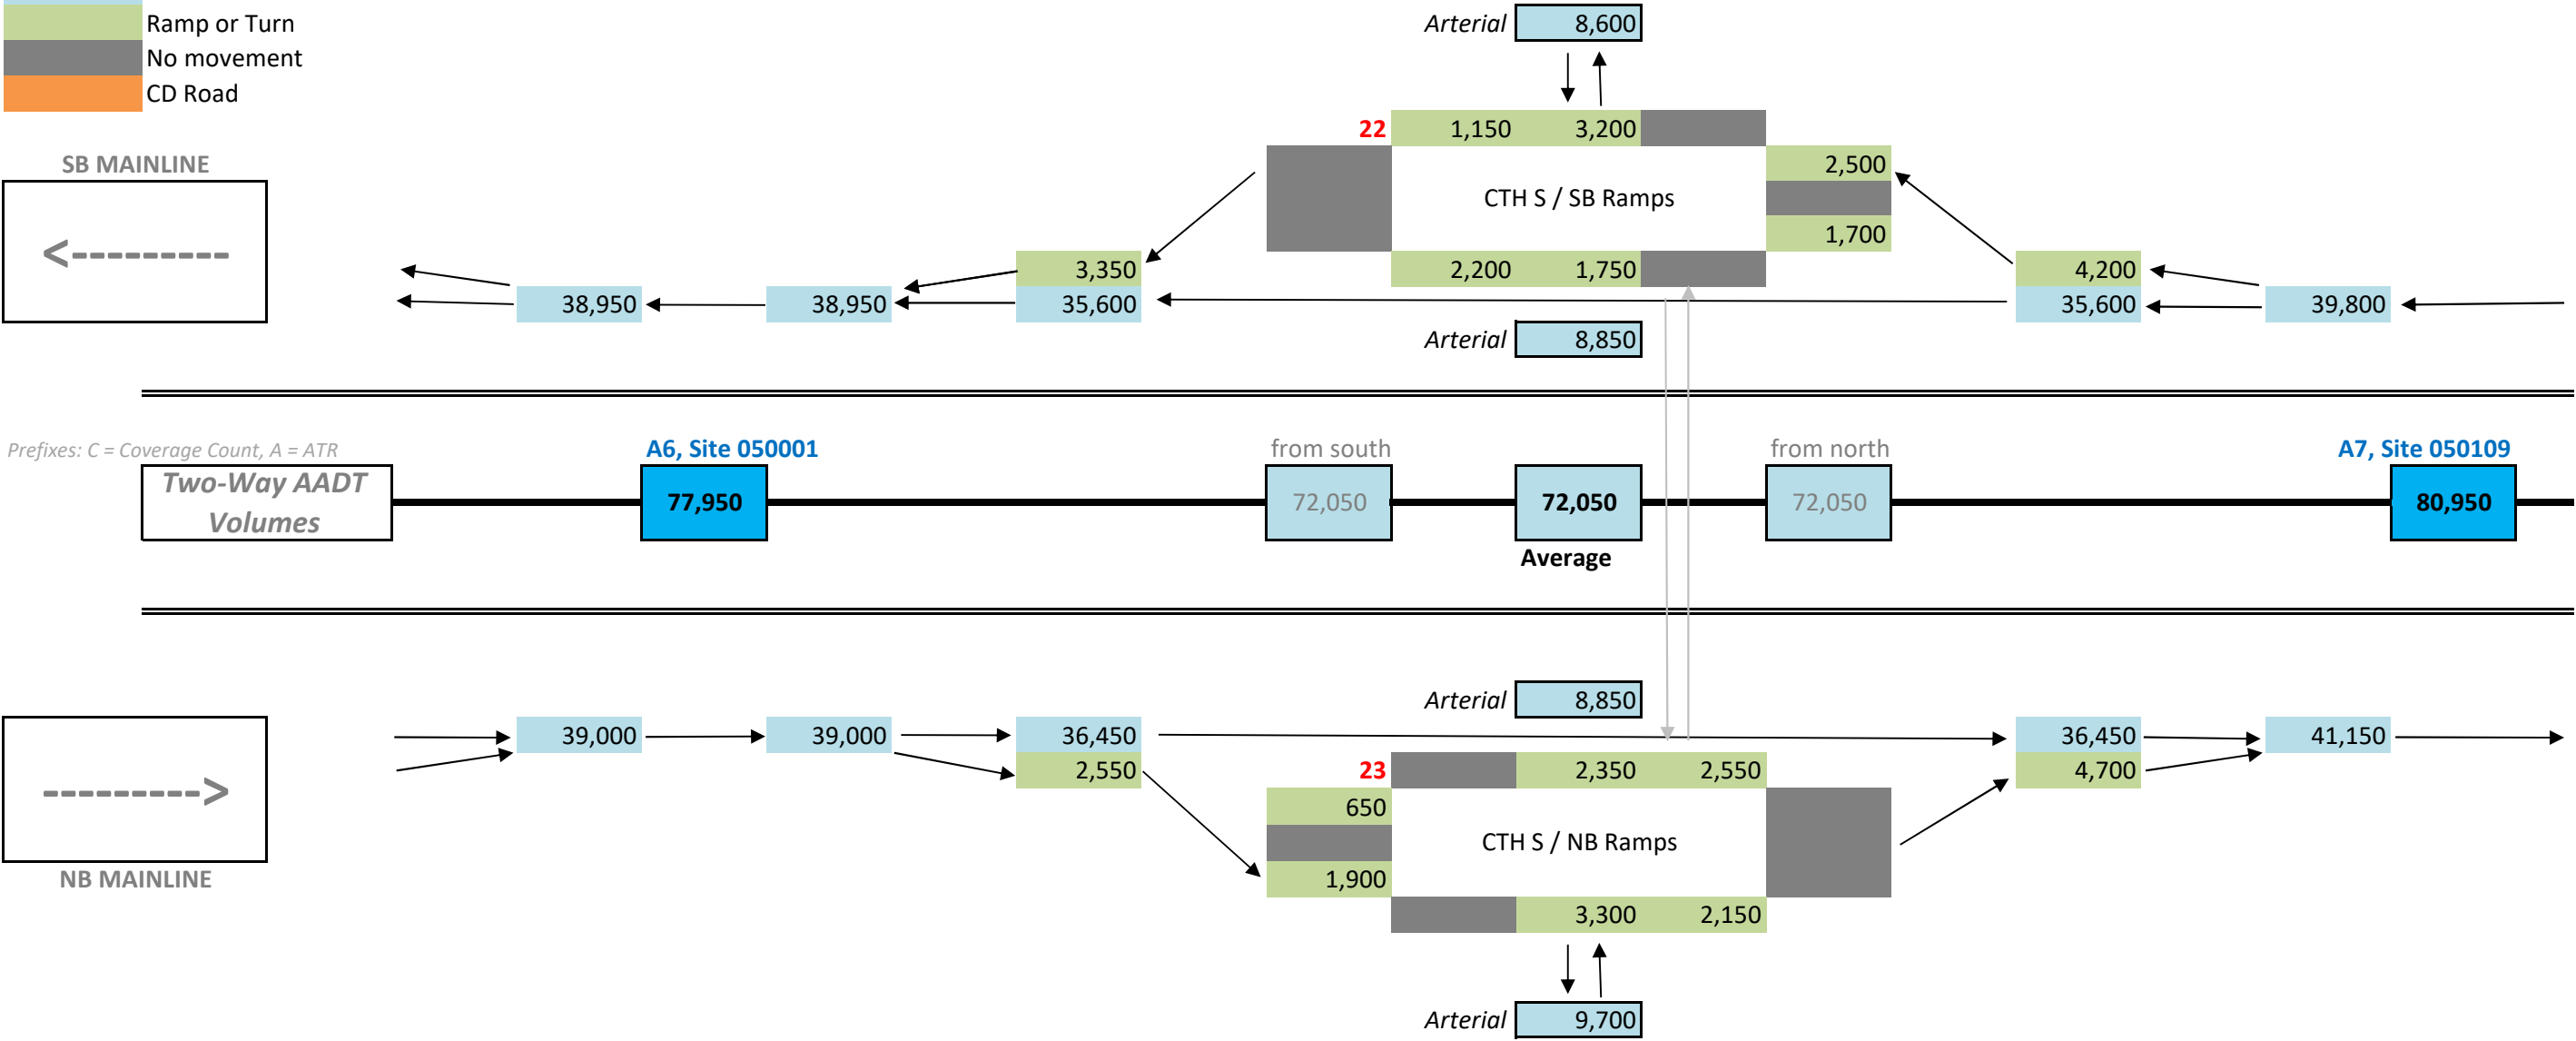 Ramp or Turn
No movement
CD Road
Arterial 8,600
22 1,150 3,200
SB MAINLINE
2,500
CTH S / SB Ramps
<----------
1,700
3,350
2,200 1,750
4,200
38,950 38,950 35,600
35,600 39,800
Arterial 8,850
Prefixes: C = Coverage Count, A = ATR
A6, Site 050001
from south
from north
A7, Site 050109
Two-Way AADT
Volumes
77,950
72,050
72,050
72,050
80,950
Average
Arterial 8,850
39,000 39,000 36,450
36,450 41,150
2,550
23 2,350 2,550
4,700
650
---------->
CTH S / NB Ramps
1,900
NB MAINLINE
3,300 2,150
Arterial 9,700